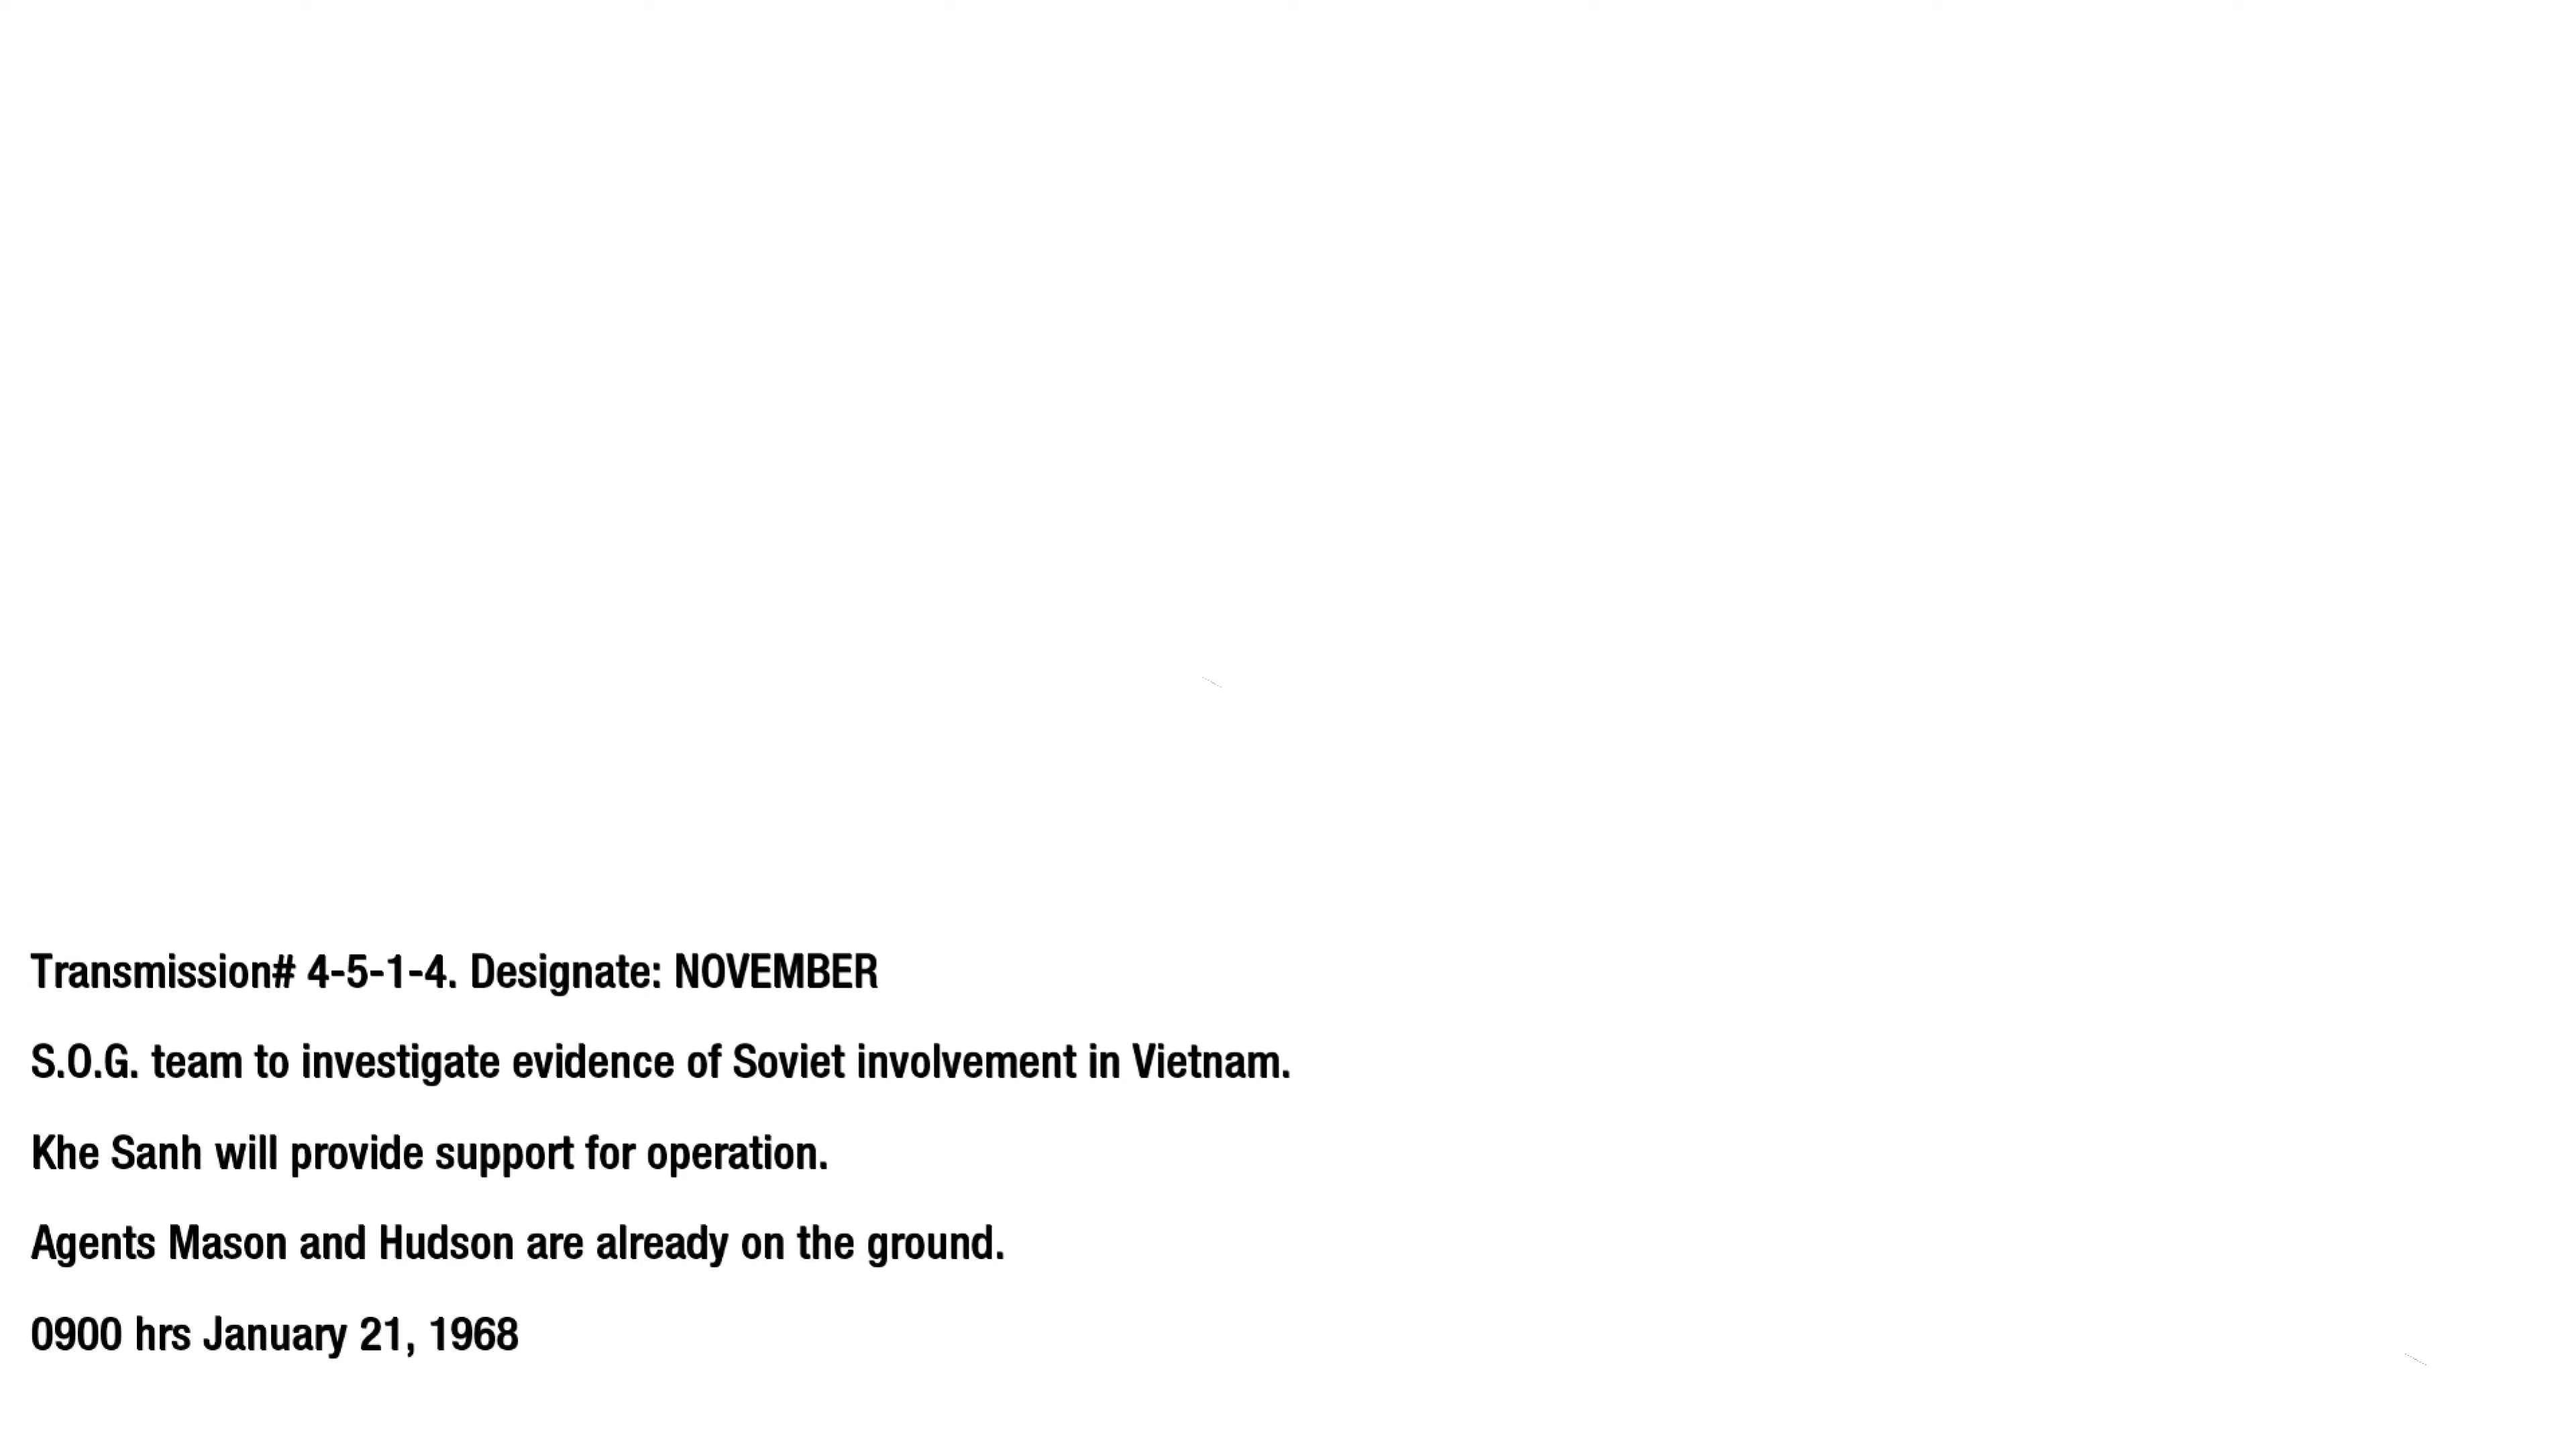 Transmission# 4-5-1-4. Designate: NOVEMBER
S.O.G. team to investigate evidence of Soviet involvement in Vietnam.
Khe Sanh will provide support for operation.
Agents Mason and Hudson are already on the ground.
0900 hrs January 21, 1968